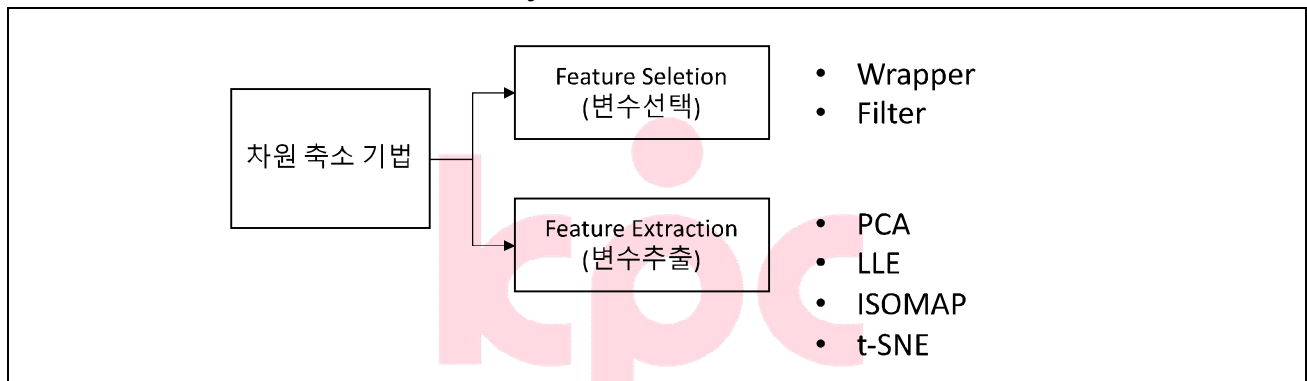 차원 축소 기법
Feature Seletion
(변수선택)
• Wrapper
• Filter
Feature Extraction
(변수추출)
• PCA
• LLE
• ISOMAP
• t-SNE
kpc